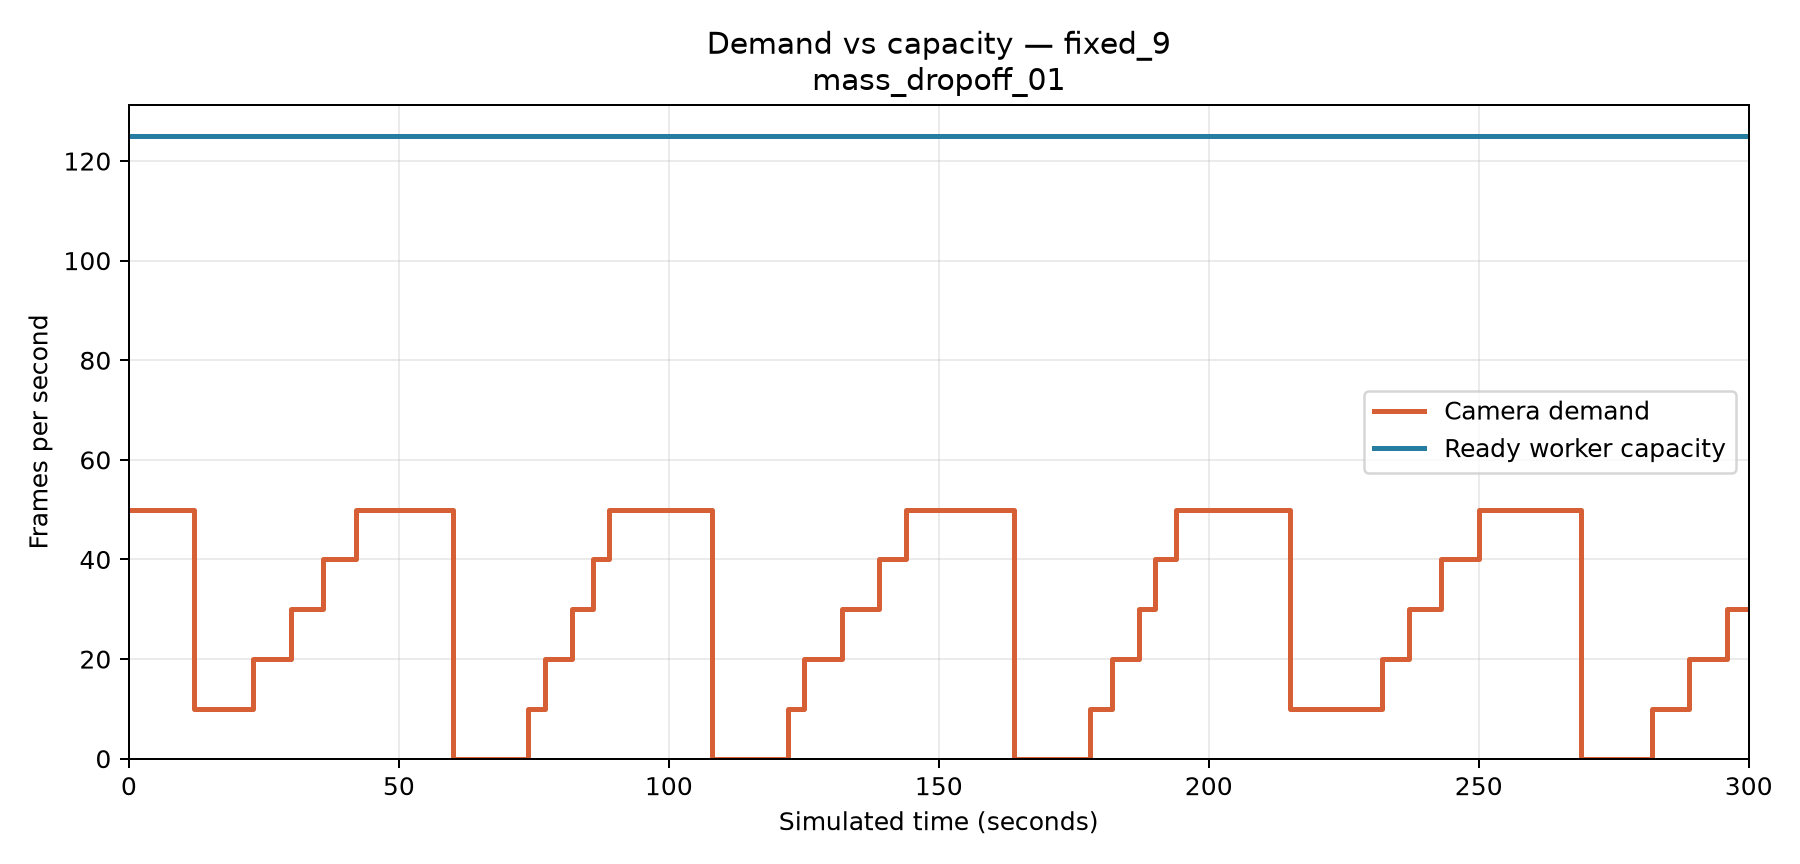 Demand vs capacity — fixed_9
mass_dropoff_01
Frames per second
120
100
80
60
40
20
0
Camera demand
Ready worker capacity
0 50 100 150 200 250 300
Simulated time (seconds)